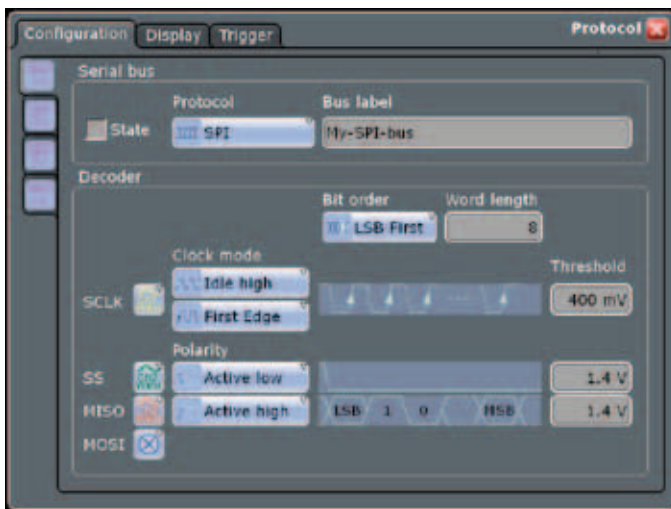 Configuration Display Trigger Protocol
Serial bus
Protocol Bus label
State SPI My-SPI-bus
Decoder
Bit order Word length
LSB First 8
Clock mode
Threshold
Idle high
SCLK 400 mV
First Edge
Polarity
SS Active low 1.4 V
MISO Active high LSB 1 0 MSB 1.4 V
MOSI